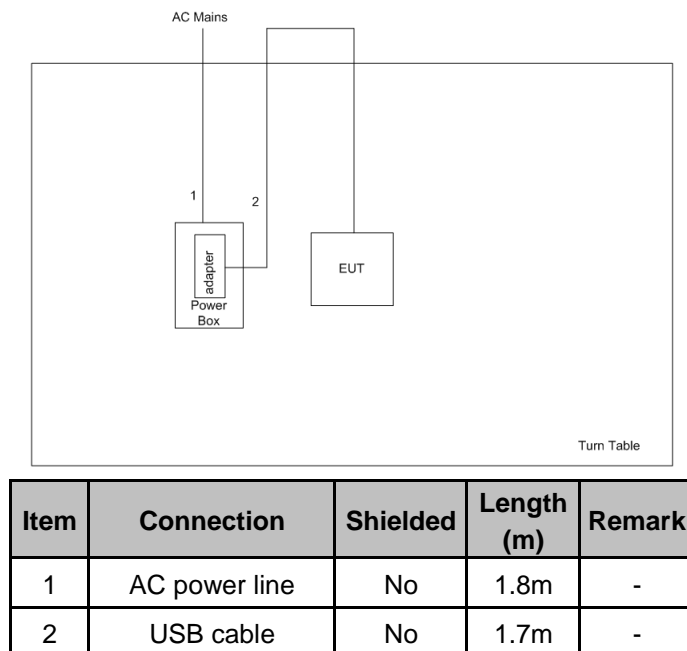 AC Mains
1
2
adapter
Power
Box
EUT
Turn Table
Item Connection Shielded Length (m) Remark
1 AC power line No 1.8m -
2 USB cable No 1.7m -